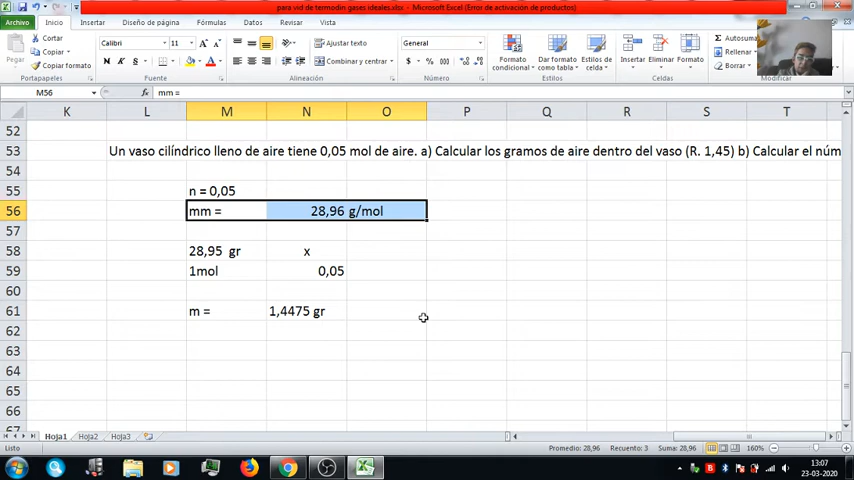 para vid de termodin gases ideales.xlsx - Microsoft Excel (Error de activación de productos)
Archivo Inicio Insertar Diseño de página Fórmulas Datos Revisar Vista
Cortar
Copiar
Copiar formato
Pegar
Portapapeles
Calibri 11
N K S
Fuente
Ajustar texto
Combinar y centrar
Alineación
General
$ % 000
Número
Formato condicional
Dar formato como tabla
Estilos de celda
Estilos
Insertar Eliminar Formato
Celdas
Autosuma
Rellenar
Borrar
M56 fx mm =
K L M N O P Q R S T
52
53 Un vaso cilíndrico lleno de aire tiene 0,05 mol de aire. a) Calcular los gramos de aire dentro del vaso (R. 1,45) b) Calcular el núm
54
55 n = 0,05
56 mm = 28,96 g/mol
57
58 28,95 gr x
59 1mol 0,05
60
61 m = 1,4475 gr
62
63
64
65
66
67
Hoja1 Hoja2 Hoja3
Listo Promedio: 28,96 Recuento: 3 Suma: 28,96 160%
13:07
23-03-2020